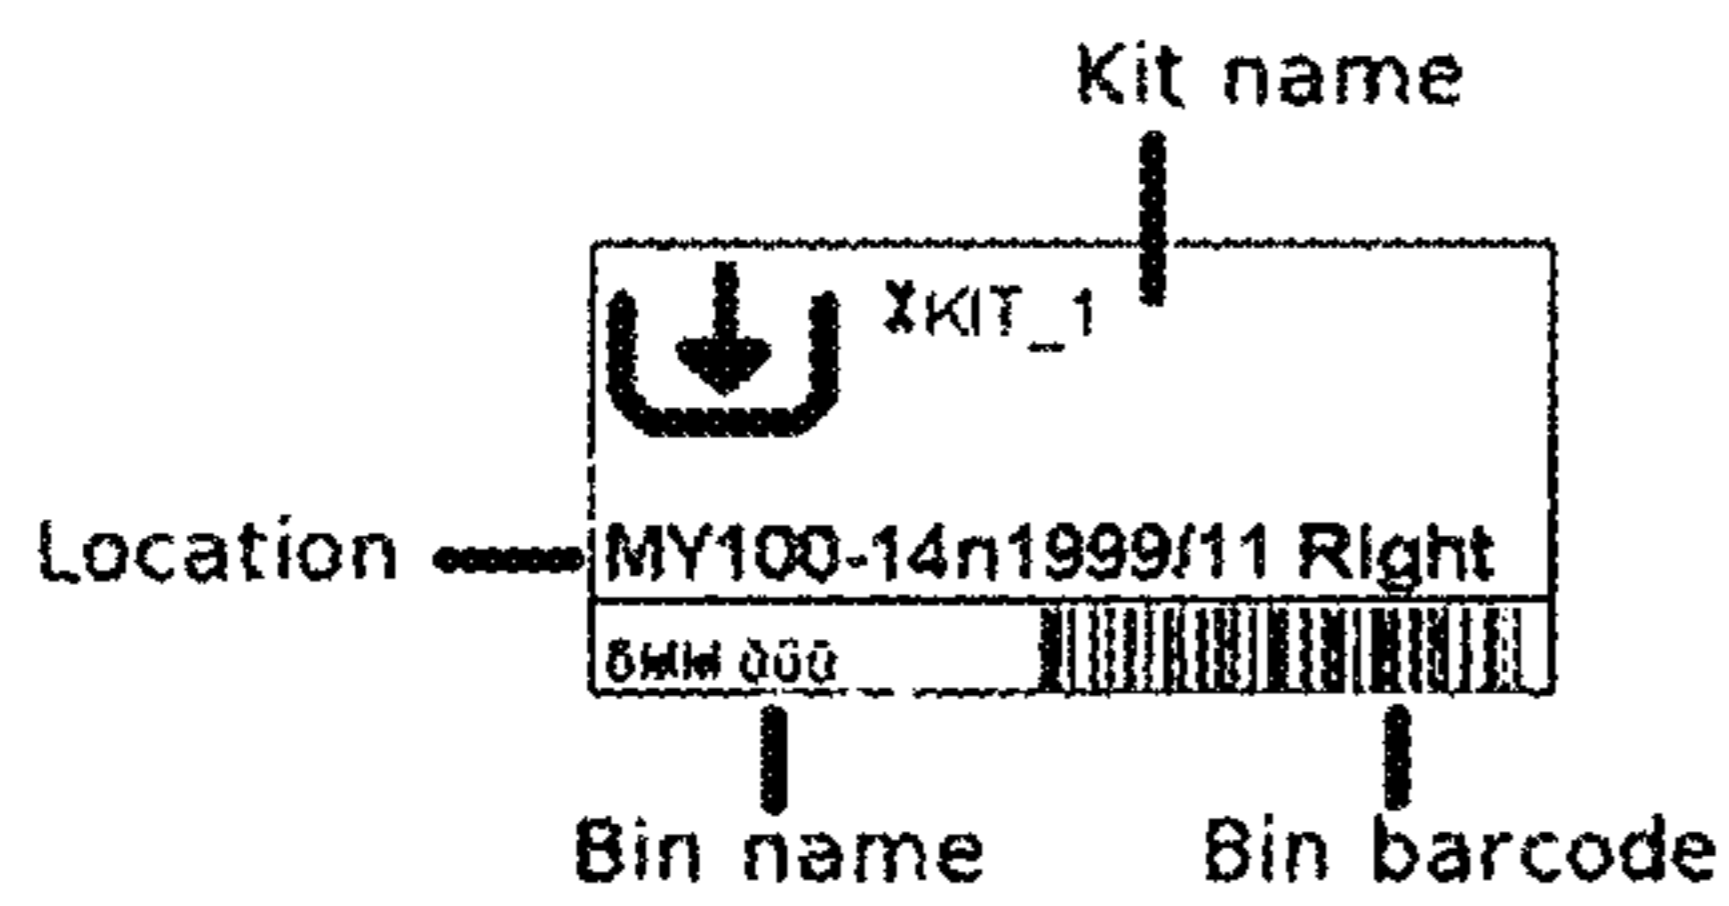 Kit name
KIT_1
Location
MY100-14n1999/11 Right
Bin name
Bin barcode